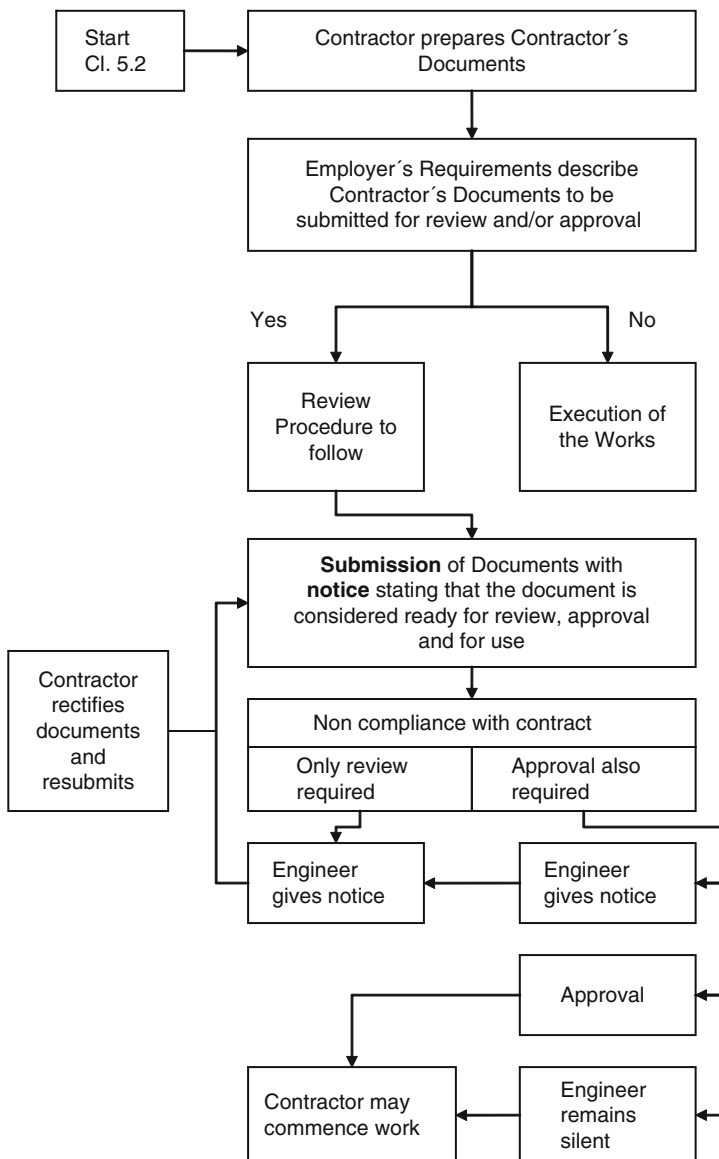 Start
Cl. 5.2
Contractor prepares Contractor´s
Documents
Employer´s Requirements describe
Contractor´s Documents to be
submitted for review and/or approval
Yes
No
Review
Procedure to
follow
Execution of
the Works
Submission of Documents with
notice stating that the document is
considered ready for review, approval
and for use
Contractor
rectifies
documents
and
resubmits
Non compliance with contract
Only review
required
Approval also
required
Engineer
gives notice
Engineer
gives notice
Approval
Contractor may
commence work
Engineer
remains
silent